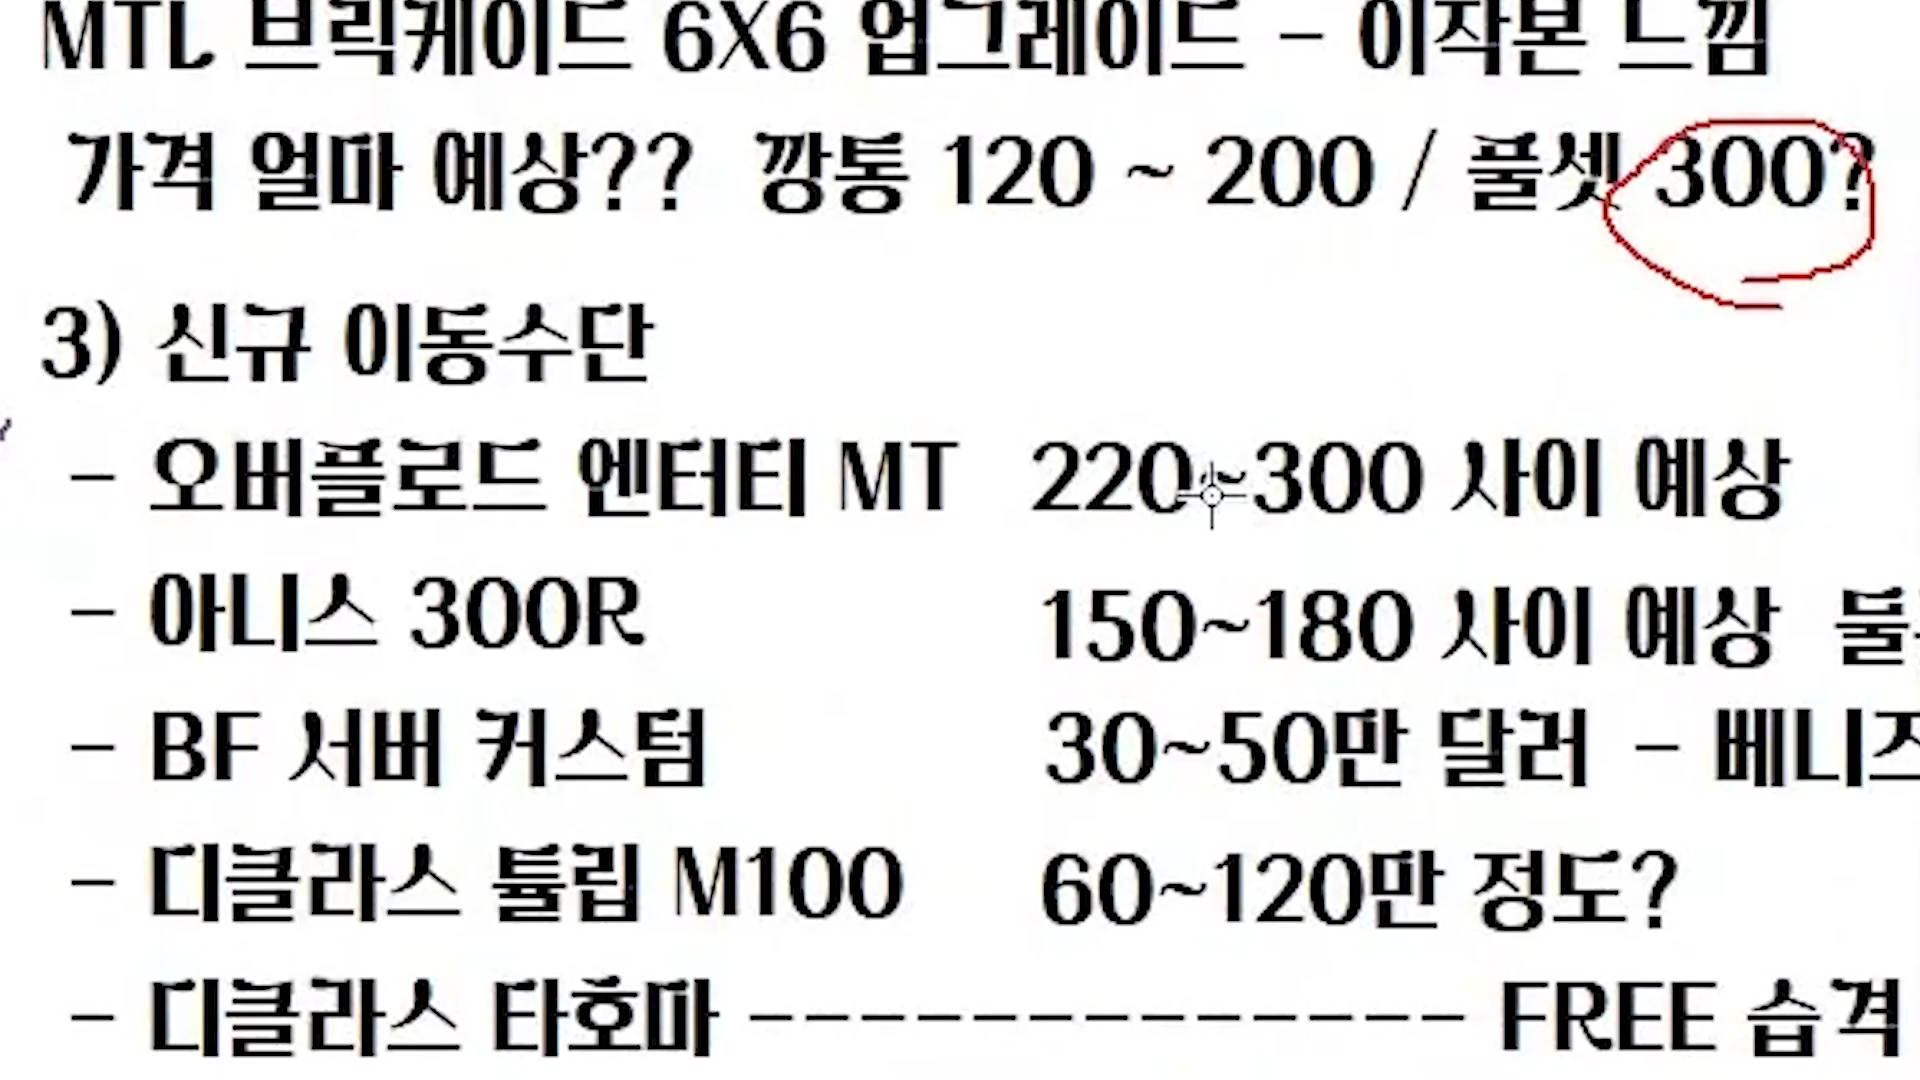 MTL 브릭케이드 6X6 업그레이드 - 이작본 느낌
가격 얼마 예상?? 깡통 120 ~ 200 / 풀셋 300?
3) 신규 이동수단
- 오버플로드 엔터티 MT 220~300 사이 예상
- 아니스 300R 150~180 사이 예상
- BF 서버 커스텀 30~50만 달러 - 베니즈
- 디클라스 튤립 M100 60~120만 정도?
- 디클라스 타호마 -------------- FREE 습격